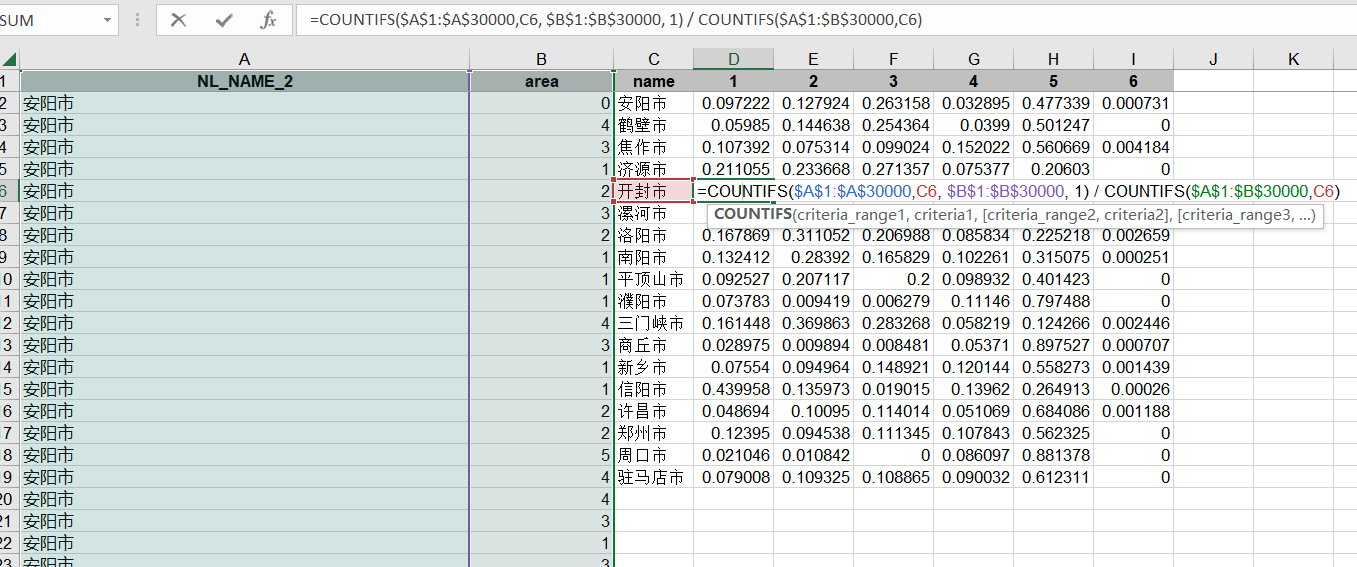 SUM =COUNTIFS($A$1:$A$30000,C6, $B$1:$B$30000, 1) / COUNTIFS($A$1:$B$30000,C6)
A B C D E F G H I J K
1 NL_NAME_2 area name 1 2 3 4 5 6
2 安阳市 0 安阳市 0.097222 0.127924 0.263158 0.032895 0.477339 0.000731
3 安阳市 4 鹤壁市 0.05985 0.144638 0.254364 0.0399 0.501247 0
4 安阳市 3 焦作市 0.107392 0.075314 0.099024 0.152022 0.560669 0.004184
5 安阳市 1 济源市 0.211055 0.233668 0.271357 0.075377 0.20603 0
6 安阳市 2 开封市 =COUNTIFS($A$1:$A$30000,C6, $B$1:$B$30000, 1) / COUNTIFS($A$1:$B$30000,C6)
7 安阳市 3 漯河市 COUNTIFS(criteria_range1, criteria1, [criteria_range2, criteria2], [criteria_range3, ...)
8 安阳市 2 洛阳市 0.167869 0.311052 0.206988 0.085834 0.225218 0.002659
9 安阳市 1 南阳市 0.132412 0.28392 0.165829 0.102261 0.315075 0.000251
10 安阳市 1 平顶山市 0.092527 0.207117 0.2 0.098932 0.401423 0
11 安阳市 1 濮阳市 0.073783 0.009419 0.006279 0.11146 0.797488 0
12 安阳市 4 三门峡市 0.161448 0.369863 0.283268 0.058219 0.124266 0.002446
13 安阳市 3 商丘市 0.028975 0.009894 0.008481 0.05371 0.897527 0.000707
14 安阳市 1 新乡市 0.07554 0.094964 0.148921 0.120144 0.558273 0.001439
15 安阳市 1 信阳市 0.439958 0.135973 0.019015 0.13962 0.264913 0.00026
16 安阳市 2 许昌市 0.048694 0.10095 0.114014 0.051069 0.684086 0.001188
17 安阳市 2 郑州市 0.12395 0.094538 0.111345 0.107843 0.562325 0
18 安阳市 5 周口市 0.021046 0.010842 0 0.086097 0.881378 0
19 安阳市 4 驻马店市 0.079008 0.109325 0.108865 0.090032 0.612311 0
20 安阳市 4
21 安阳市 3
22 安阳市 1
23 安阳市 3